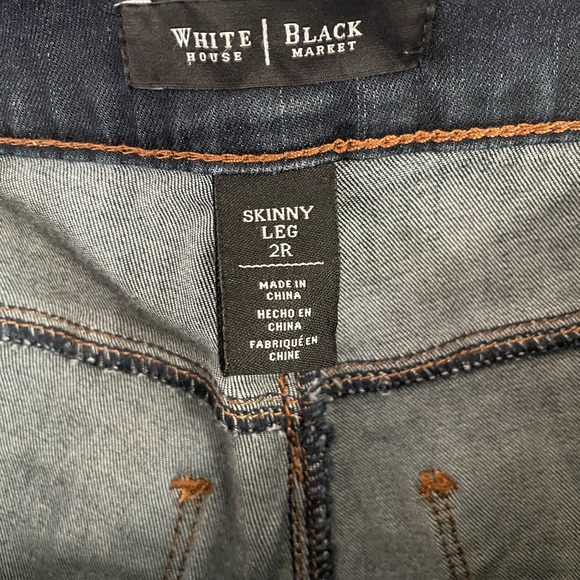 WHITE | BLACK
HOUSE | MARKET
SKINNY
LEG
2R
MADE IN
CHINA
HECHO EN
CHINA
FABRIQUÉ EN
CHINE